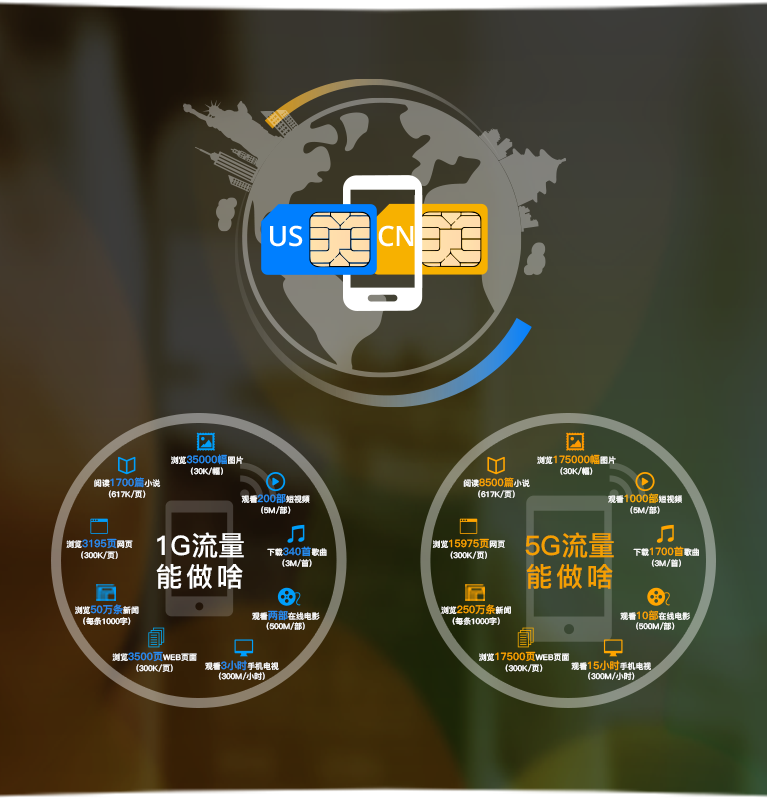 US
CN
1G流量
能做啥
浏览35000幅图片
(30K/幅)
阅读1700篇小说
(617K/页)
观看200部短视频
(5M/部)
浏览3195页网页
(300K/页)
下载340首歌曲
(3M/首)
浏览50万条新闻
(每条1000字)
观看两部在线电影
(500M/部)
浏览3500页WEB页面
(300K/页)
观看3小时手机电视
(300M/小时)
5G流量
能做啥
浏览175000幅图片
(30K/幅)
阅读8500篇小说
(617K/页)
观看1000部短视频
(5M/部)
浏览15975页网页
(300K/页)
下载1700首歌曲
(3M/首)
浏览250万条新闻
(每条1000字)
观看10部在线电影
(500M/部)
浏览17500页WEB页面
(300K/页)
观看15小时手机电视
(300M/小时)